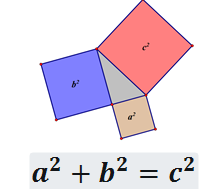 c²
b²
a²
a² + b² = c²